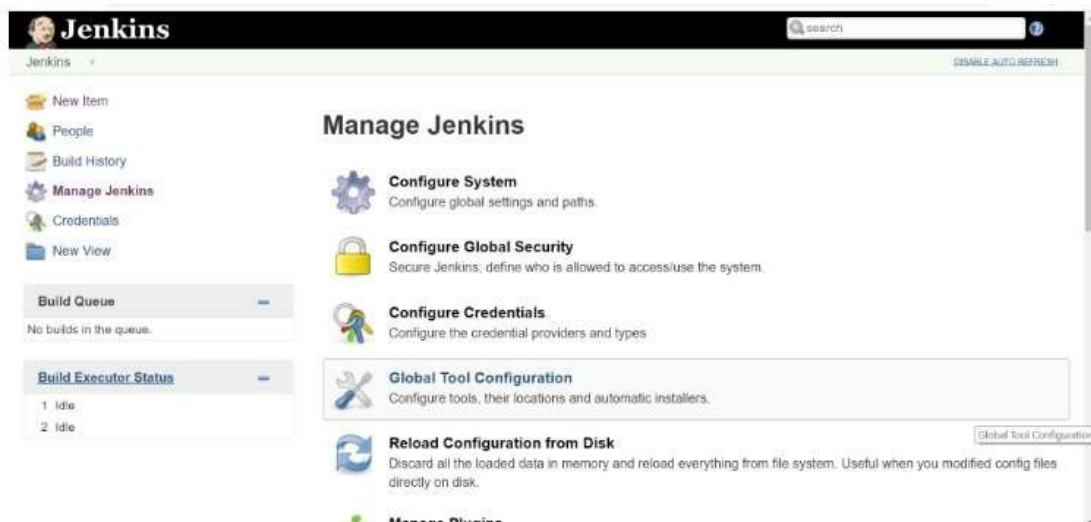 Jenkins
search
Jenkins
DISABLE AUTO REFRESH
New Item
People
Build History
Manage Jenkins
Credentials
New View
Build Queue
No builds in the queue.
Build Executor Status
1 Idle
2 Idle
Manage Jenkins
Configure System
Configure global settings and paths.
Configure Global Security
Secure Jenkins; define who is allowed to access/use the system.
Configure Credentials
Configure the credential providers and types
Global Tool Configuration
Configure tools, their locations and automatic installers.
Global Tool Configuration
Reload Configuration from Disk
Discard all the loaded data in memory and reload everything from file system. Useful when you modified config files
directly on disk.
Manage Plugins